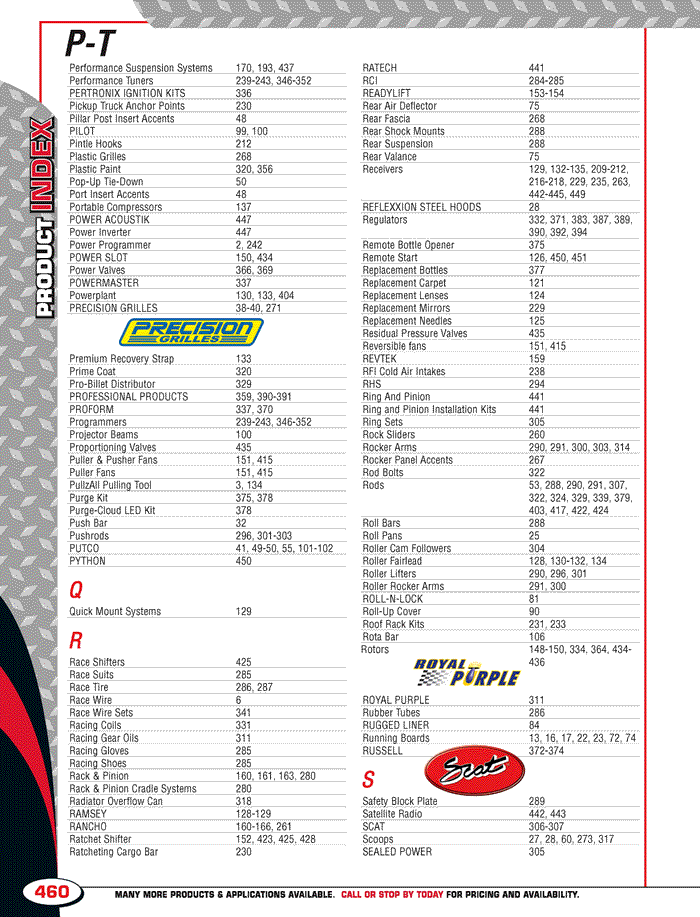 P-T
PRODUCT INDEX
Performance Suspension Systems 170, 193, 437
Performance Tuners 239-243, 346-352
PERTRONIX IGNITION KITS 336
Pickup Truck Anchor Points 230
Pillar Post Insert Accents 48
PILOT 99, 100
Pintle Hooks 212
Plastic Grilles 268
Plastic Paint 320, 356
Pop-Up Tie-Down 50
Port Insert Accents 48
Portable Compressors 137
POWER ACOUSTIK 447
Power Inverter 447
Power Programmer 2, 242
POWER SLOT 150, 434
Power Valves 366, 369
POWERMASTER 337
Powerplant 130, 133, 404
PRECISION GRILLES 38-40, 271
PRECISION
GRILLES
Premium Recovery Strap 133
Prime Coat 320
Pro-Billet Distributor 329
PROFESSIONAL PRODUCTS 359, 390-391
PROFORM 337, 370
Programmers 239-243, 346-352
Projector Beams 100
Proportioning Valves 435
Puller & Pusher Fans 151, 415
Puller Fans 151, 415
PullzAll Pulling Tool 3, 134
Purge Kit 375, 378
Purge-Cloud LED Kit 378
Push Bar 32
Pushrods 296, 301-303
PUTCO 41, 49-50, 55, 101-102
PYTHON 450
Q
Quick Mount Systems 129
R
Race Shifters 425
Race Suits 285
Race Tire 286, 287
Race Wire 6
Race Wire Sets 341
Racing Coils 331
Racing Gear Oils 311
Racing Gloves 285
Racing Shoes 285
Rack & Pinion 160, 161, 163, 280
Rack & Pinion Cradle Systems 280
Radiator Overflow Can 318
RAMSEY 128-129
RANCHO 160-166, 261
Ratchet Shifter 152, 423, 425, 428
Ratcheting Cargo Bar 230
RATECH 441
RCI 284-285
READYLIFT 153-154
Rear Air Deflector 75
Rear Fascia 268
Rear Shock Mounts 288
Rear Suspension 288
Rear Valance 75
Receivers 129, 132-135, 209-212,
216-218, 229, 235, 263,
442-445, 449
REFLEXXION STEEL HOODS 28
Regulators 332, 371, 383, 387, 389,
390, 392, 394
Remote Bottle Opener 375
Remote Start 126, 450, 451
Replacement Bottles 377
Replacement Carpet 121
Replacement Lenses 124
Replacement Mirrors 229
Replacement Needles 125
Residual Pressure Valves 435
Reversible fans 151, 415
REVTEK 159
RFI Cold Air Intakes 238
RHS 294
Ring And Pinion 441
Ring and Pinion Installation Kits 441
Ring Sets 305
Rock Sliders 260
Rocker Arms 290, 291, 300, 303, 314
Rocker Panel Accents 267
Rod Bolts 322
Rods 53, 288, 290, 291, 307,
322, 324, 329, 339, 379,
403, 417, 422, 424
Roll Bars 288
Roll Pans 25
Roller Cam Followers 304
Roller Fairlead 128, 130-132, 134
Roller Lifters 290, 296, 301
Roller Rocker Arms 291, 300
ROLL-N-LOCK 81
Roll-Up Cover 90
Roof Rack Kits 231, 233
Rota Bar 106
Rotors 148-150, 334, 364, 434-
436
ROYAL PURPLE
ROYAL PURPLE 311
Rubber Tubes 286
RUGGED LINER 84
Running Boards 13, 16, 17, 22, 23, 72, 74
RUSSELL 372-374
Scat
S
Safety Block Plate 289
Satellite Radio 442, 443
SCAT 306-307
Scoops 27, 28, 60, 273, 317
SEALED POWER 305
460
MANY MORE PRODUCTS & APPLICATIONS AVAILABLE. CALL OR STOP BY TODAY FOR PRICING AND AVAILABILITY.